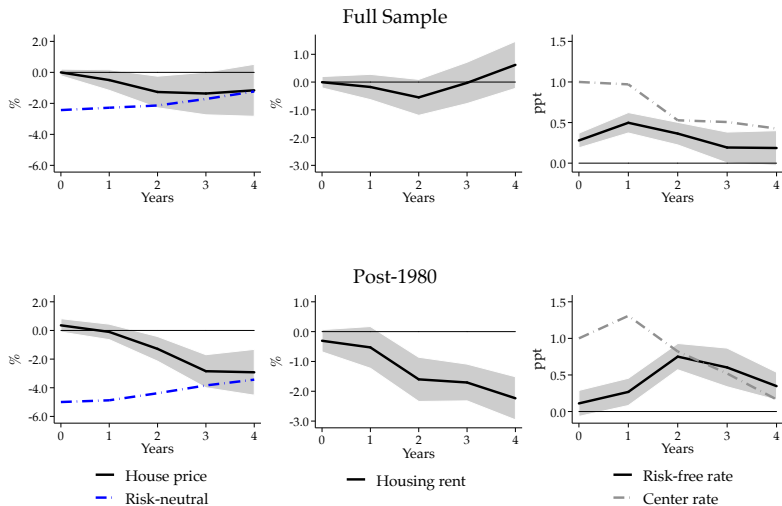 Full Sample
2.0
0.0
-2.0
-4.0
-6.0
%
0 1 2 3 4
Years
1.0
0.0
-1.0
-2.0
-3.0
%
0 1 2 3 4
Years
1.5
1.0
0.5
0.0
ppt
0 1 2 3 4
Years
Post-1980
2.0
0.0
-2.0
-4.0
-6.0
%
0 1 2 3 4
Years
0.0
-1.0
-2.0
-3.0
%
0 1 2 3 4
Years
1.5
1.0
0.5
0.0
ppt
0 1 2 3 4
Years
House price
Risk-neutral
Housing rent
Risk-free rate
Center rate